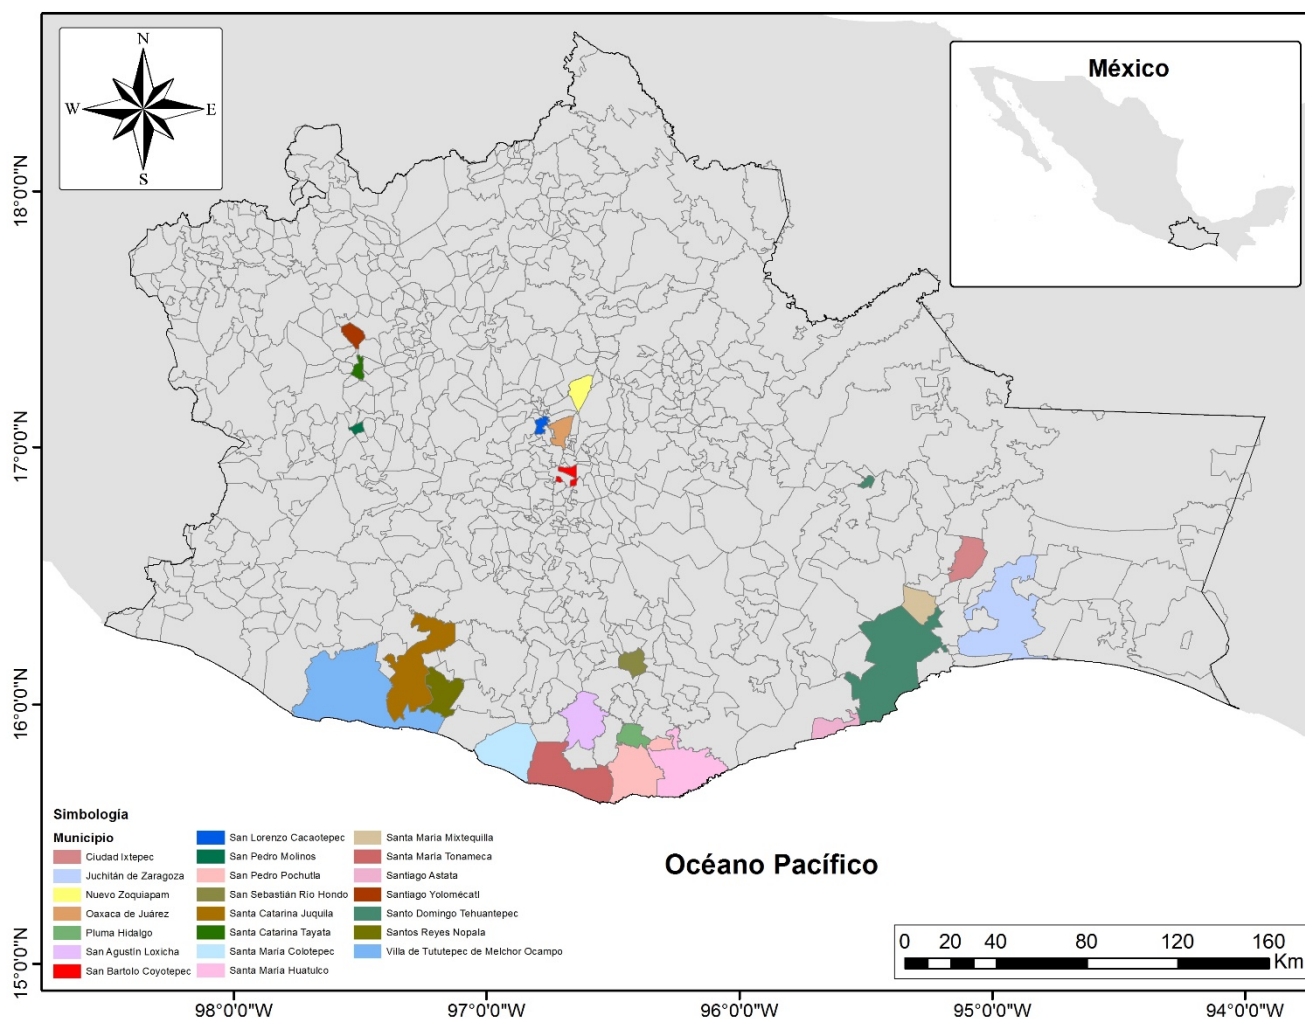 N
W
E
S
México
18°0'0"N
17°0'0"N
16°0'0"N
15°0'0"N
Simbología
Municipio
Ciudad Ixtepec
Juchitán de Zaragoza
Nuevo Zoquiapam
Oaxaca de Juárez
Pluma Hidalgo
San Agustín Loxicha
San Bartolo Coyotepec
San Lorenzo Cacaotepec
San Pedro Molinos
San Pedro Pochutla
San Sebastián Río Hondo
Santa Catarina Juquila
Santa Catarina Tayata
Santa María Colotepec
Santa María Huatulco
Santa María Mixtequilla
Santa María Tonameca
Santiago Astata
Santiago Yolomécatl
Santo Domingo Tehuantepec
Santos Reyes Nopala
Villa de Tututepec de Melchor Ocampo
Océano Pacífico
0 20 40 80 120 160
Km
98°0'0"W 97°0'0"W 96°0'0"W 95°0'0"W 94°0'0"W